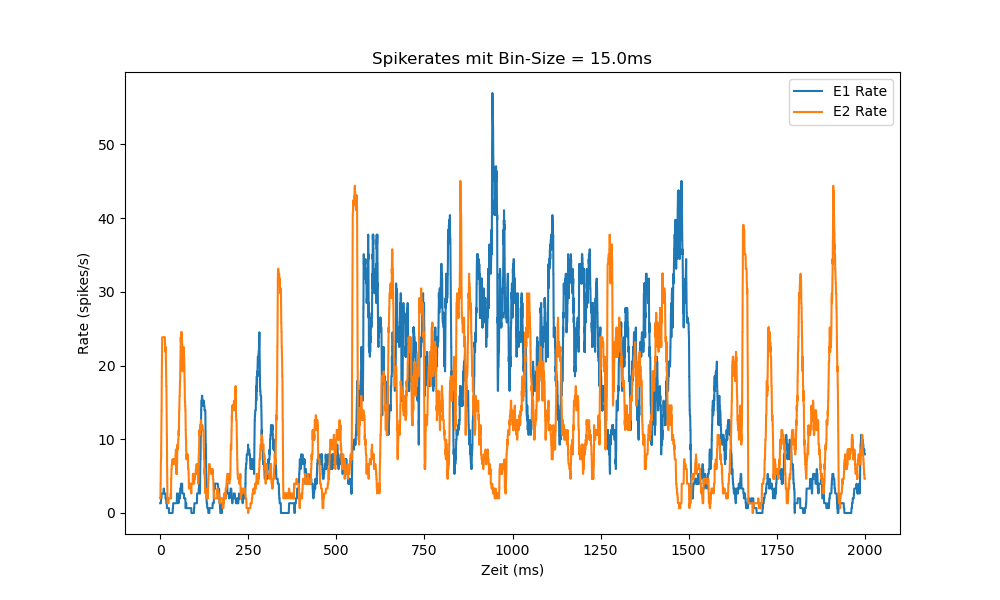 Spikerates mit Bin-Size = 15.0ms
E1 Rate
E2 Rate
50
40
30
20
10
0
Rate (spikes/s)
0 250 500 750 1000 1250 1500 1750 2000
Zeit (ms)